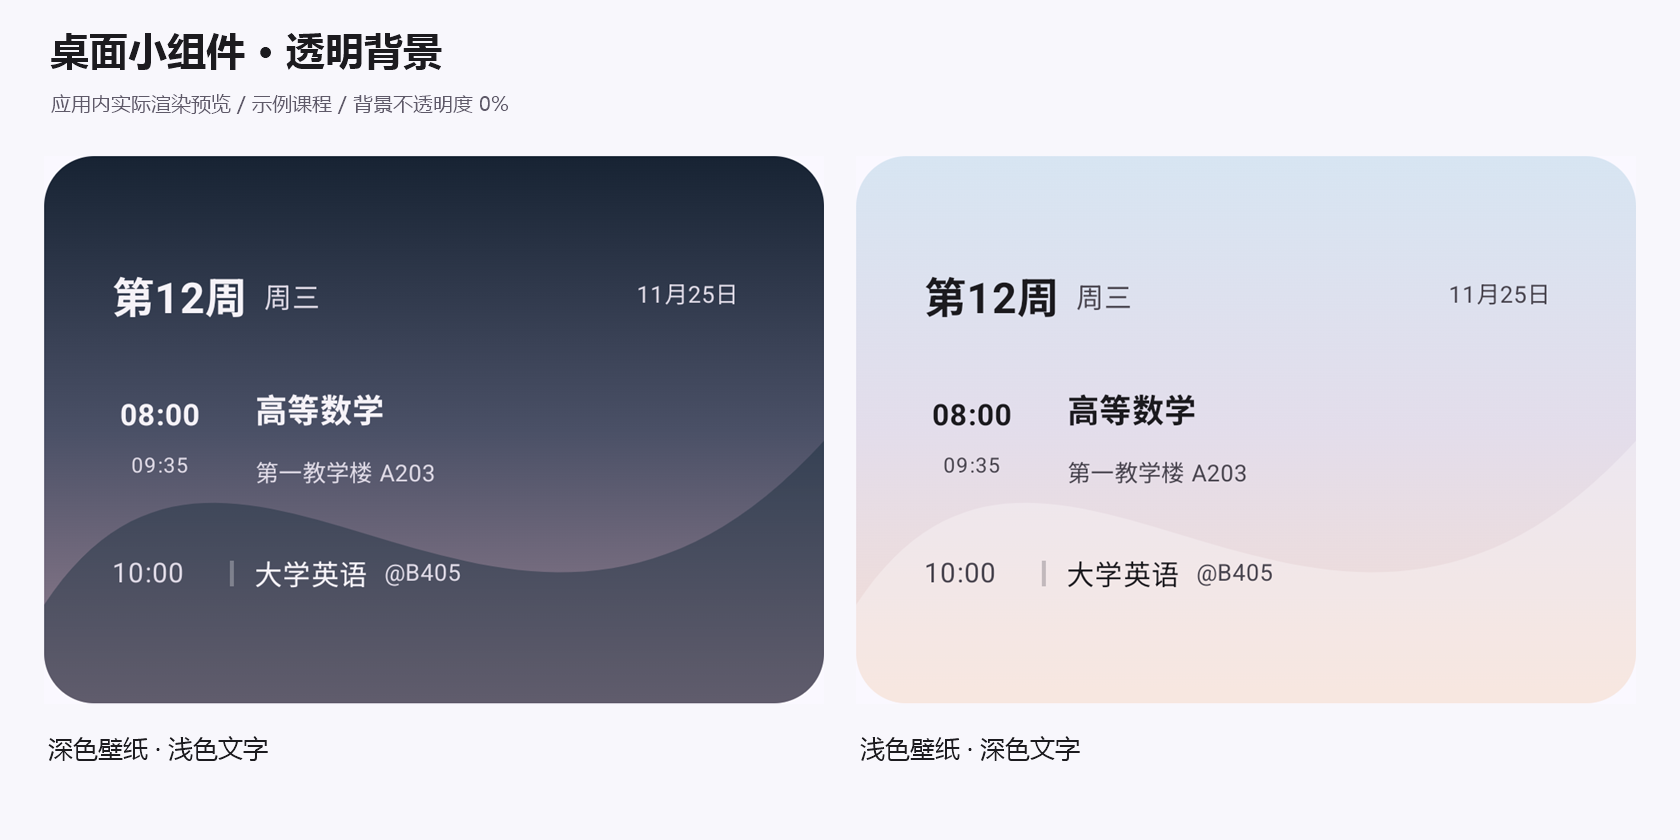 桌面小组件 • 透明背景
应用内实际渲染预览 / 示例课程 / 背景不透明度 0%
第12周 周三 11月25日
08:00 高等数学
09:35 第一教学楼 A203
10:00 | 大学英语 @B405
第12周 周三 11月25日
08:00 高等数学
09:35 第一教学楼 A203
10:00 | 大学英语 @B405
深色壁纸 · 浅色文字
浅色壁纸 · 深色文字